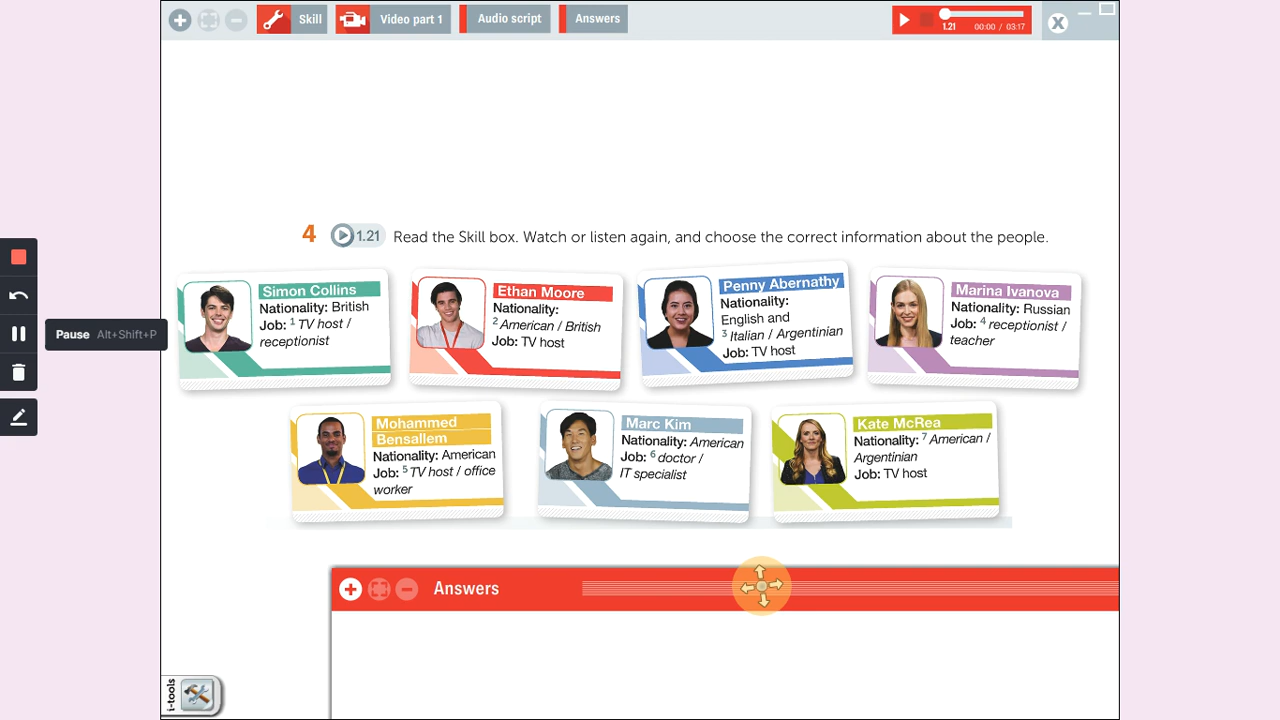 Skill
Video part 1
Audio script
Answers
1.21
00:00 / 03:17
X
4
1.21
Read the Skill box. Watch or listen again, and choose the correct information about the people.
Simon Collins
Nationality: British
Job: 1 TV host /
receptionist
Ethan Moore
Nationality:
2 American / British
Job: TV host
Penny Abernathy
Nationality:
English and
3 Italian / Argentinian
Job: TV host
Marina Ivanova
Nationality: Russian
Job: 4 receptionist /
teacher
Pause Alt+Shift+P
Mohammed
Bensallem
Nationality: American
Job: 5 TV host / office
worker
Marc Kim
Nationality: American
Job: 6 doctor /
IT specialist
Kate McRea
Nationality: 7 American /
Argentinian
Job: TV host
Answers
i-tools